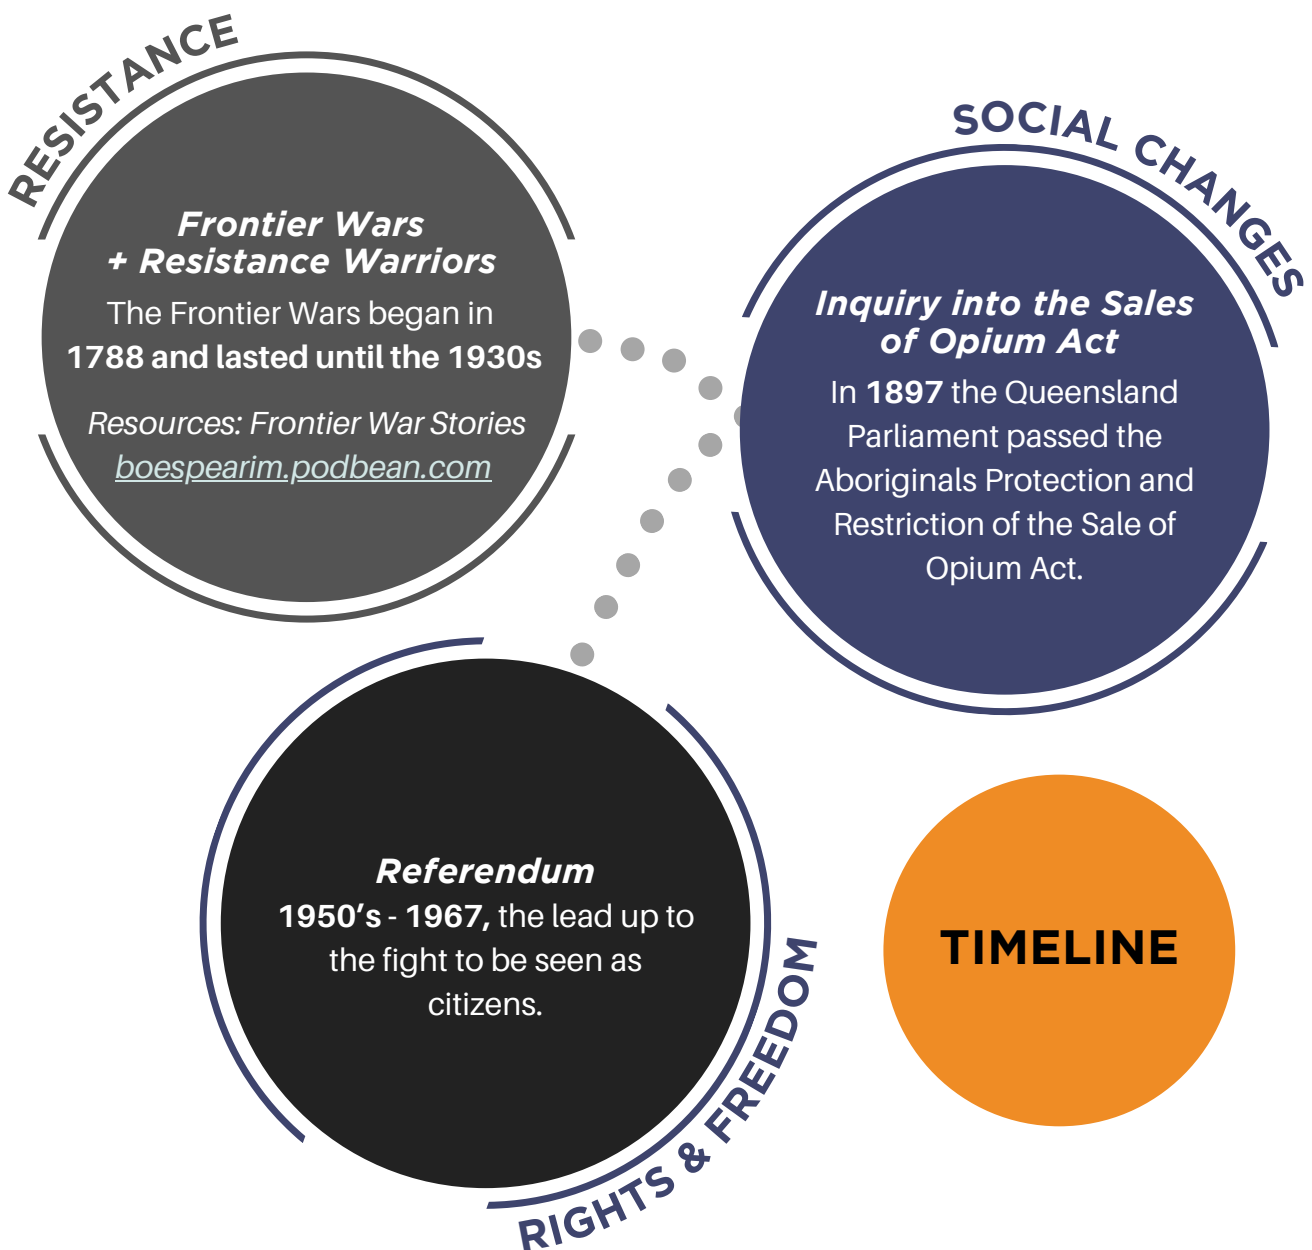 RESISTANCE
Frontier Wars
+ Resistance Warriors
The Frontier Wars began in
1788 and lasted until the 1930s
Resources: Frontier War Stories
boespearim.podbean.com
SOCIAL CHANGES
Inquiry into the Sales
of Opium Act
In 1897 the Queensland
Parliament passed the
Aboriginals Protection and
Restriction of the Sale of
Opium Act.
Referendum
1950's - 1967, the lead up to
the fight to be seen as
citizens.
RIGHTS & FREEDOM
TIMELINE